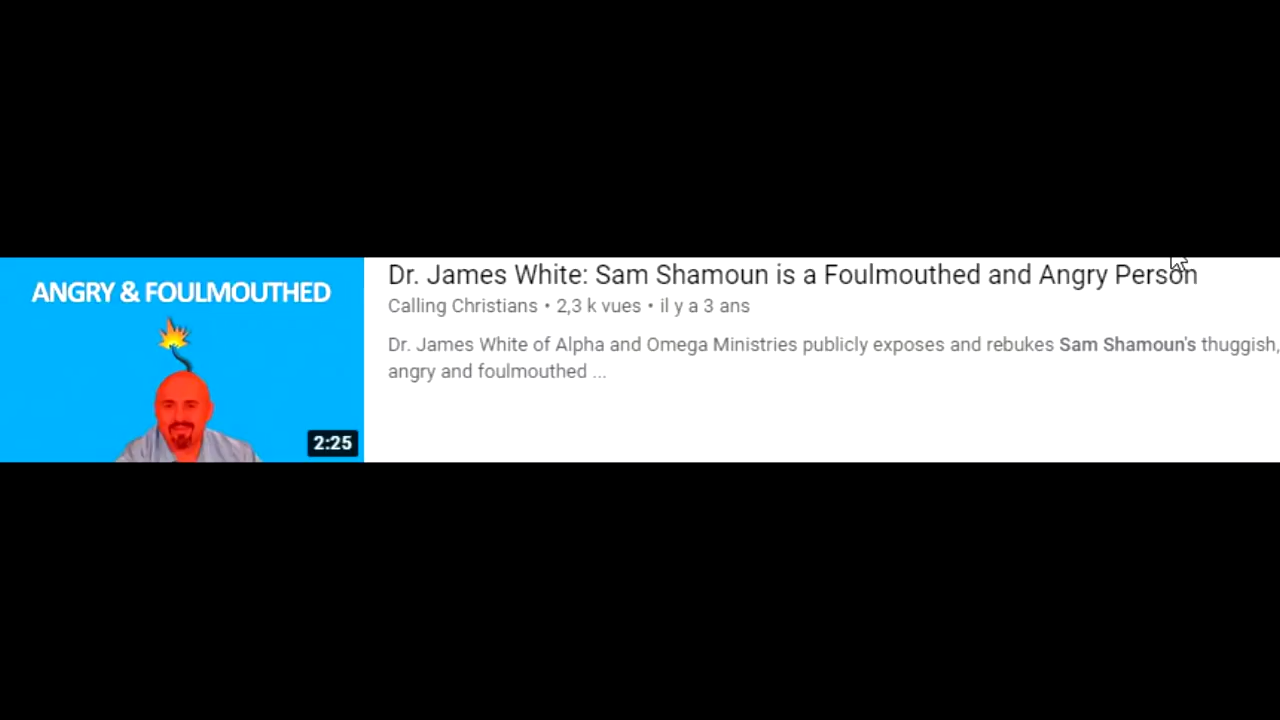 ANGRY & FOULMOUTHED
2:25
Dr. James White: Sam Shamoun is a Foulmouthed and Angry Person
Calling Christians • 2,3 k vues • il y a 3 ans
Dr. James White of Alpha and Omega Ministries publicly exposes and rebukes Sam Shamoun's thuggish,
angry and foulmouthed ...